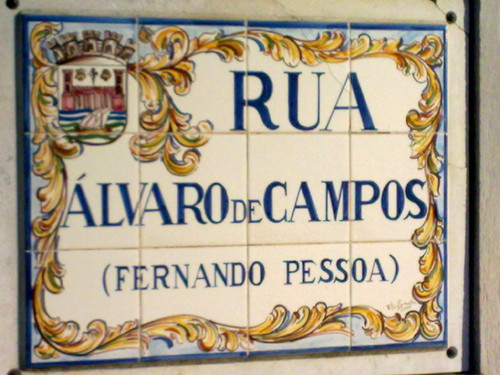 RUA
ÁLVARO DE CAMPOS
(FERNANDO PESSOA)